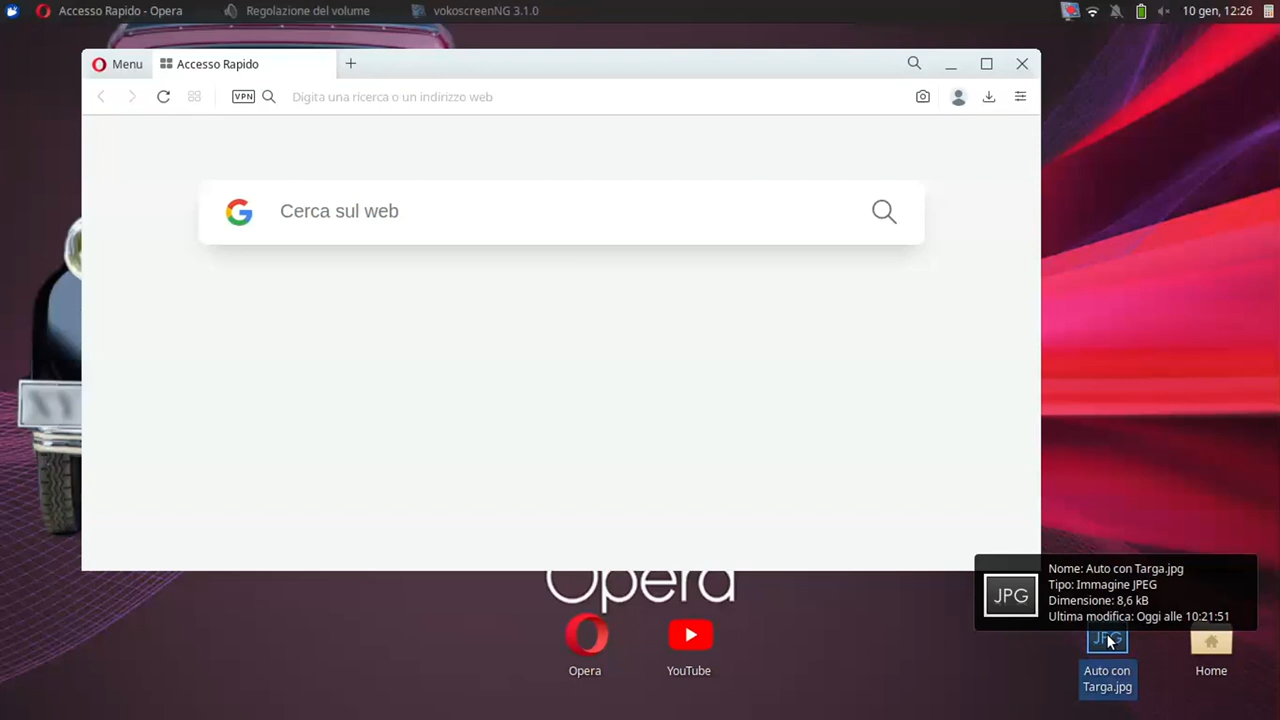 Accesso Rapido - Opera
Regolazione del volume
vokoscreenNG 3.1.0
10 gen, 12:26
Menu
Accesso Rapido
VPN
Digita una ricerca o un indirizzo web
Cerca sul web
Opera
JPG
Nome: Auto con Targa.jpg
Tipo: Immagine JPEG
Dimensione: 8,6 kB
Ultima modifica: Oggi alle 10:21:51
Opera
YouTube
JPG
Auto con
Targa.jpg
Home